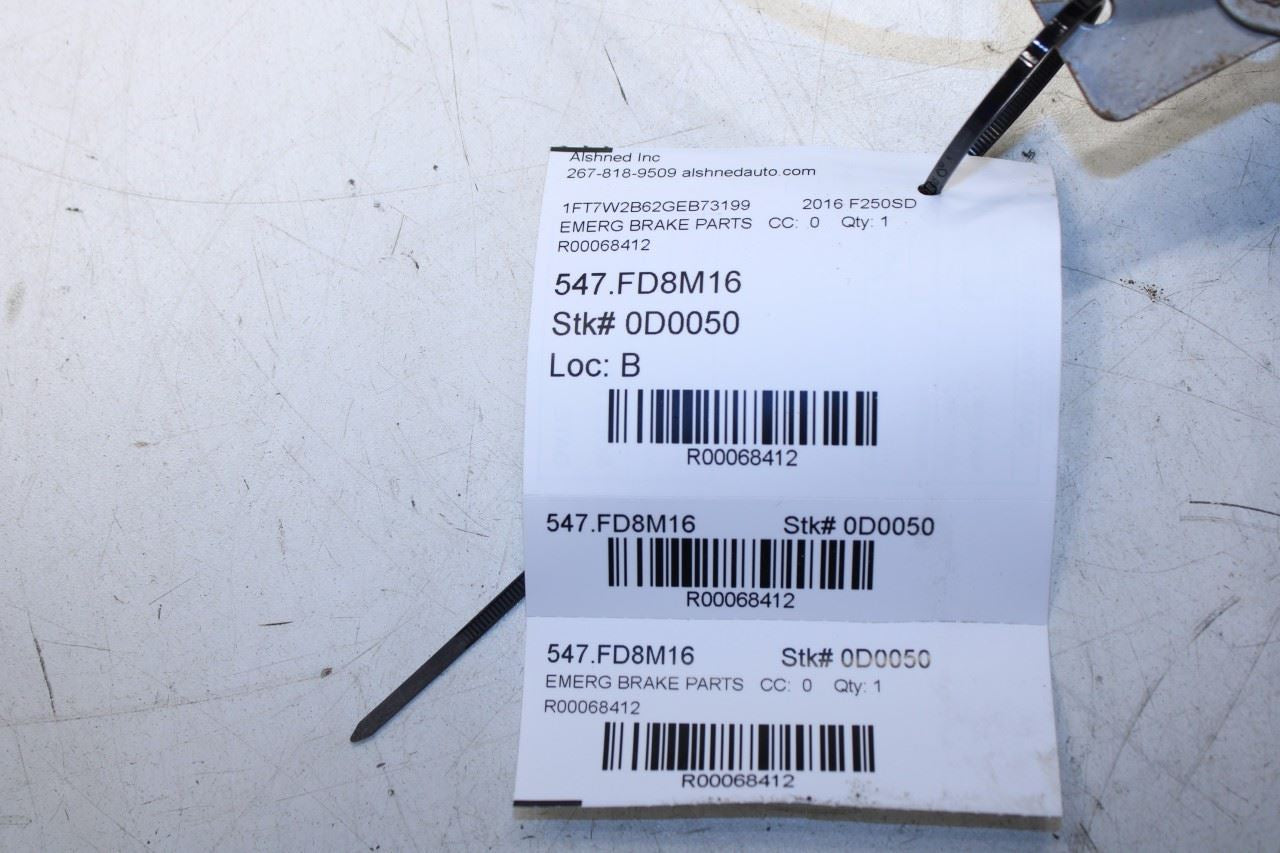 Alshned Inc
267-818-9509 alshnedauto.com
1FT7W2B62GEB73199 2016 F250SD
EMERG BRAKE PARTS CC: 0 Qty: 1
R00068412
547.FD8M16
Stk# 0D0050
Loc: B
R00068412
547.FD8M16 Stk# 0D0050
R00068412
547.FD8M16 Stk# 0D0050
EMERG BRAKE PARTS CC: 0 Qty: 1
R00068412
R00068412